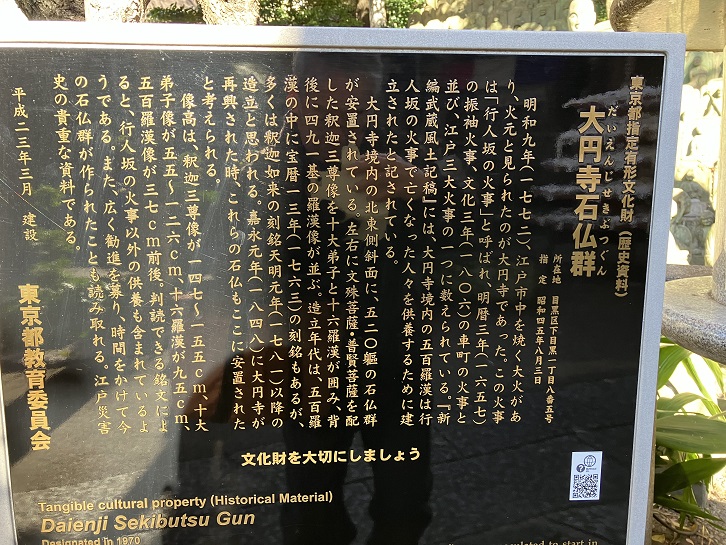 東京都指定有形文化財（歴史資料）
だいえんじせきぶつぐん
大円寺石仏群
所在地　目黒区下目黒一丁目八番五号
指定　昭和四五年八月三日
明和九年（一七七二）、江戸市中を焼く大火があ
り、火元と見られたのが大円寺であった。この火事
は「行人坂の火事」と呼ばれ、明暦三年（一六五七）
の振袖火事、文化三年（一八〇六）の車町の火事と
並び、江戸三大火事の一つに数えられている。『新
編武蔵風土記稿』には、大円寺境内の五百羅漢は行
人坂の火事で亡くなった人々を供養するために建
立されたと記されている。
大円寺境内の北東側斜面に、五二〇躯の石仏群
が安置されている。左右に文殊菩薩・普賢菩薩を配
した釈迦三尊像を十大弟子と十六羅漢が囲み、背
後に四九一基の羅漢像が並ぶ。造立年代は、五百羅
漢の中に宝暦一三年（一七六三）の刻銘もあるが、
多くは釈迦如来の刻銘天明元年（一七八一）以降の
造立と思われる。嘉永元年（一八四八）に大円寺が
再興された時、これらの石仏もここに安置された
と考えられる。
像高は、釈迦三尊像が一四七～一五五cm、十大
弟子像が五五～一二六cm、十六羅漢が九五cm、
五百羅漢像が三七cm前後。判読できる銘文によ
ると、行人坂の火事以外の供養も含まれているよ
うである。また、広く勧進を募り、時間をかけて今
の石仏群が作られたことも読み取れる。江戸災害
史の貴重な資料である。
平成二三年三月　建設
東京都教育委員会
文化財を大切にしましょう
Tangible cultural property (Historical Material)
Daienji Sekibutsu Gun
Designated in 1970
to start in